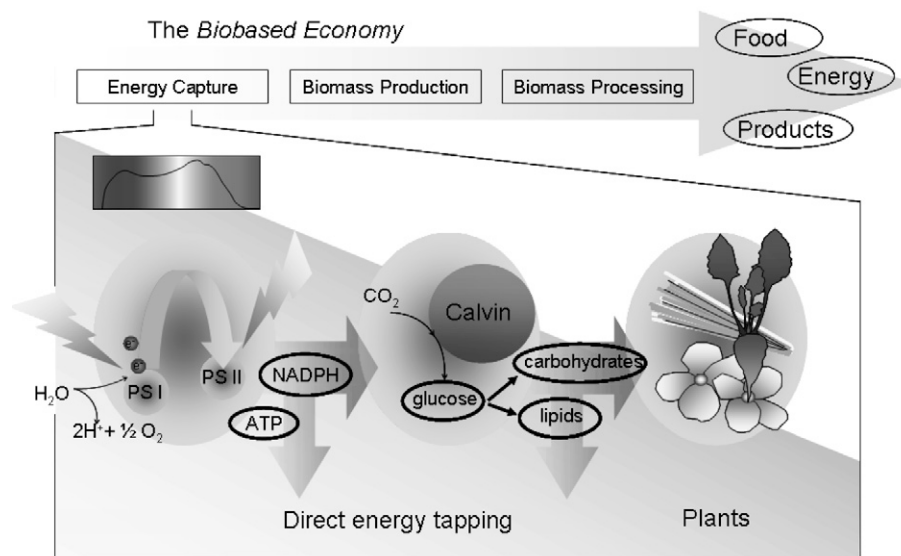 The Biobased Economy
Food
Energy
Products
Energy Capture
Biomass Production
Biomass Processing
CO2
Calvin
e-
e-
PS I
PS II
NADPH
ATP
H2O
2H+ + ½ O2
glucose
carbohydrates
lipids
Direct energy tapping
Plants